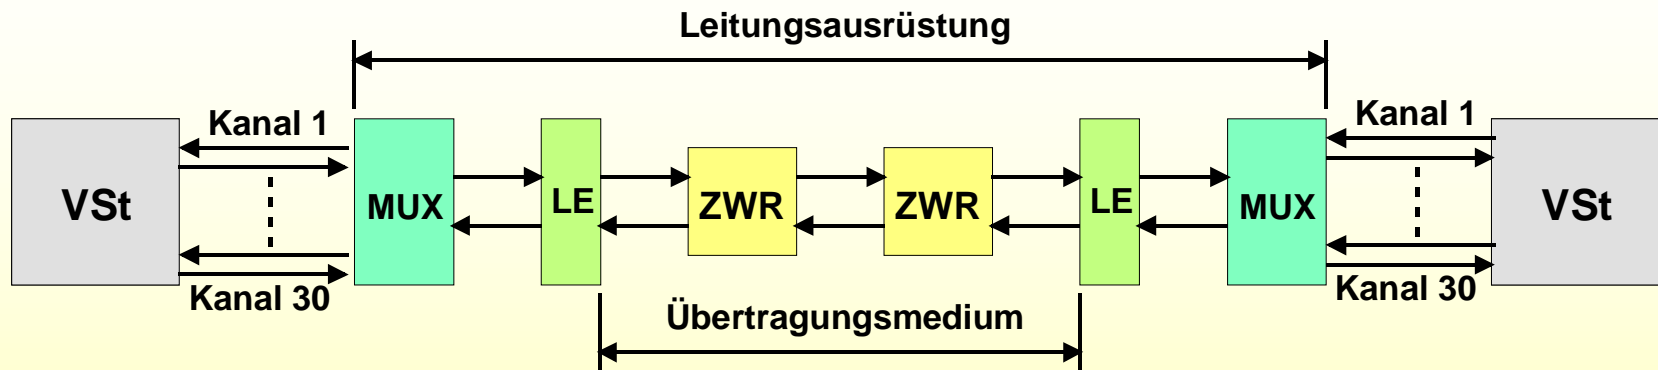 Leitungsausrüstung
Kanal 1
Kanal 1
VSt
MUX
LE
ZWR
ZWR
LE
MUX
VSt
Kanal 30
Kanal 30
Übertragungsmedium